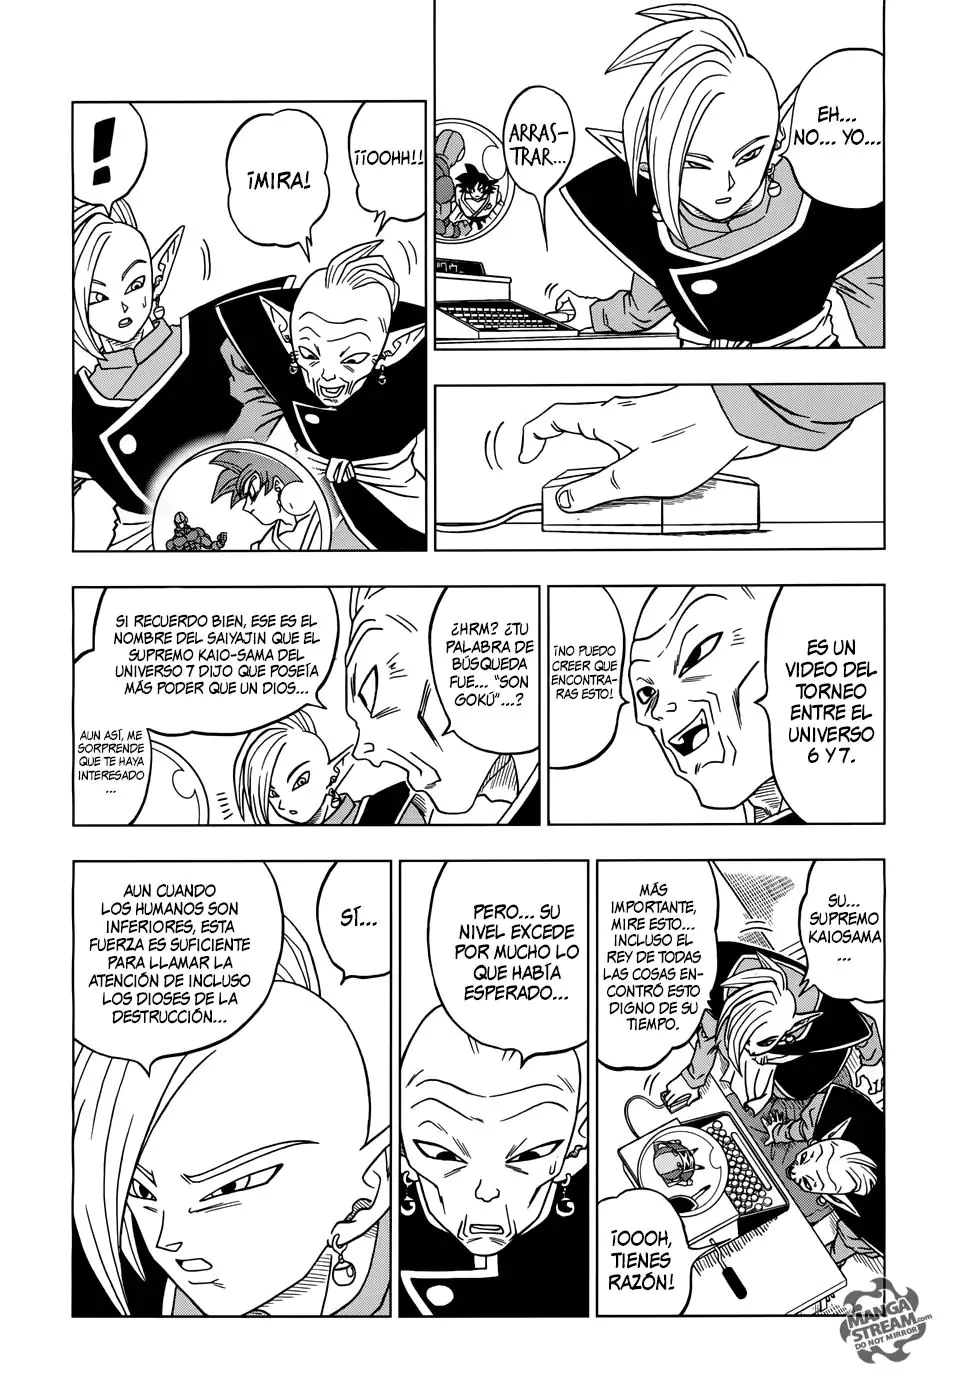 EH...
NO... YO...
ARRAS-
TRAR...
¡¡OOHH!!
¡MIRA!
!
ES UN
VIDEO DEL
TORNEO
ENTRE EL
UNIVERSO
6 Y 7.
¡NO PUEDO
CREER QUE
ENCONTRA-
RAS ESTO!
¿HRM? ¿TU
PALABRA DE
BÚSQUEDA
FUE... "SON
GOKÚ"...?
SI RECUERDO BIEN, ESE ES EL
NOMBRE DEL SAIYAJIN QUE EL
SUPREMO KAIO-SAMA DEL
UNIVERSO 7 DIJO QUE POSEÍA
MÁS PODER QUE UN DIOS...
AUN ASÍ, ME
SORPRENDE
QUE TE HAYA
INTERESADO
...
SU...
SUPREMO
KAIOSAMA
...
MÁS
IMPORTANTE,
MIRE ESTO...
INCLUSO EL
REY DE TODAS
LAS COSAS EN-
CONTRÓ ESTO
DIGNO DE SU
TIEMPO.
¡OOOH,
TIENES
RAZÓN!
PERO... SU
NIVEL EXCEDE
POR MUCHO LO
QUE HABÍA
ESPERADO...
SÍ...
AUN CUANDO
LOS HUMANOS SON
INFERIORES, ESTA
FUERZA ES SUFICIENTE
PARA LLAMAR LA
ATENCIÓN DE INCLUSO
LOS DIOSES DE LA
DESTRUCCIÓN...
MANGA
STREAM.com
DO NOT MIRROR